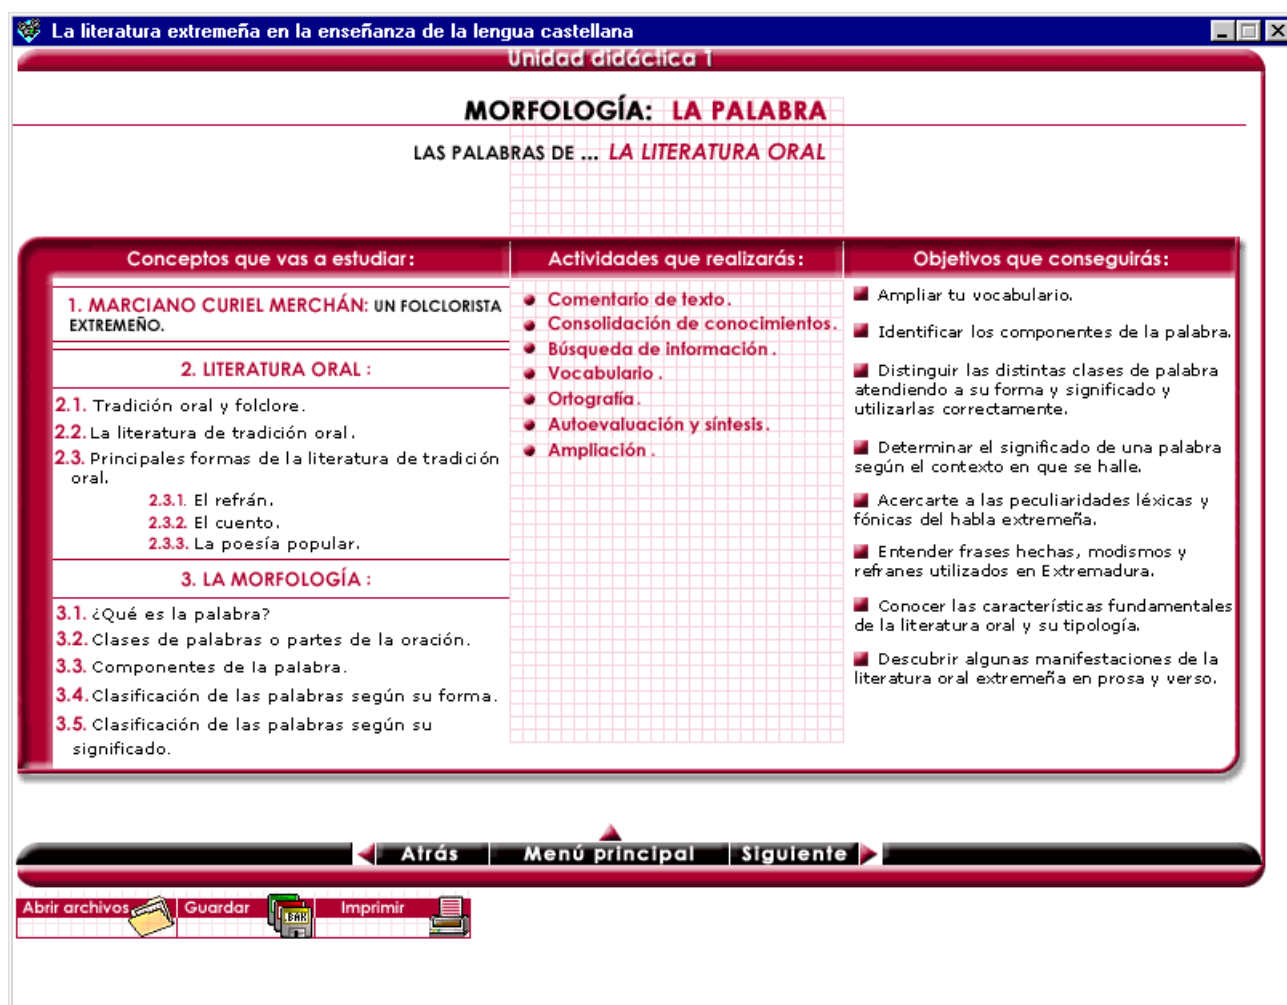 La literatura extremeña en la enseñanza de la lengua castellana
Unidad didáctica 1
MORFOLOGÍA: LA PALABRA
LAS PALABRAS DE ... LA LITERATURA ORAL
Conceptos que vas a estudiar:
1. MARCIANO CURIEL MERCHÁN: UN FOLCLORISTA
EXTREMEÑO.
2. LITERATURA ORAL :
2.1. Tradición oral y folclore.
2.2. La literatura de tradición oral.
2.3. Principales formas de la literatura de tradición
oral.
2.3.1. El refrán.
2.3.2. El cuento.
2.3.3. La poesía popular.
3. LA MORFOLOGÍA :
3.1. ¿Qué es la palabra?
3.2. Clases de palabras o partes de la oración.
3.3. Componentes de la palabra.
3.4. Clasificación de las palabras según su forma.
3.5. Clasificación de las palabras según su
significado.
Actividades que realizarás:
Comentario de texto.
Consolidación de conocimientos.
Búsqueda de información.
Vocabulario.
Ortografía.
Autoevaluación y síntesis.
Ampliación.
Objetivos que conseguirás:
Ampliar tu vocabulario.
Identificar los componentes de la palabra.
Distinguir las distintas clases de palabra
atendiendo a su forma y significado y
utilizarlas correctamente.
Determinar el significado de una palabra
según el contexto en que se halle.
Acercarte a las peculiaridades léxicas y
fónicas del habla extremeña.
Entender frases hechas, modismos y
refranes utilizados en Extremadura.
Conocer las características fundamentales
de la literatura oral y su tipología.
Descubrir algunas manifestaciones de la
literatura oral extremeña en prosa y verso.
Atrás
Menú principal
Siguiente
Abrir archivos
Guardar
.BAK
Imprimir